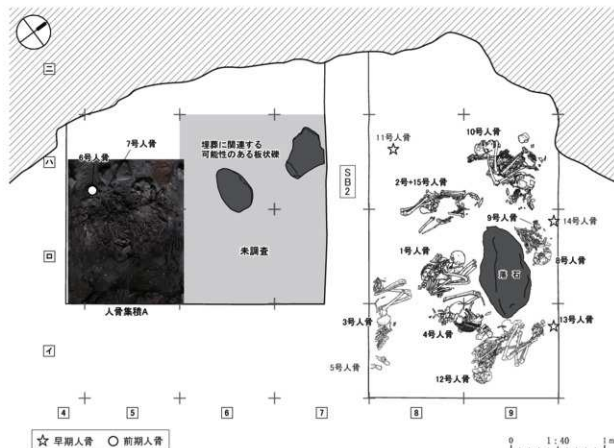 ニ
7号人骨
6号人骨
ハ
埋葬に関連する
可能性のある板状礫
SB2
11号人骨
10号人骨
2号+15号人骨
9号人骨
14号人骨
ロ
未調査
1号人骨
落石
8号人骨
人骨集積A
3号人骨
4号人骨
13号人骨
イ
5号人骨
12号人骨
4
5
6
7
8
9
☆ 早期人骨 ○ 前期人骨
0 1:40 1m